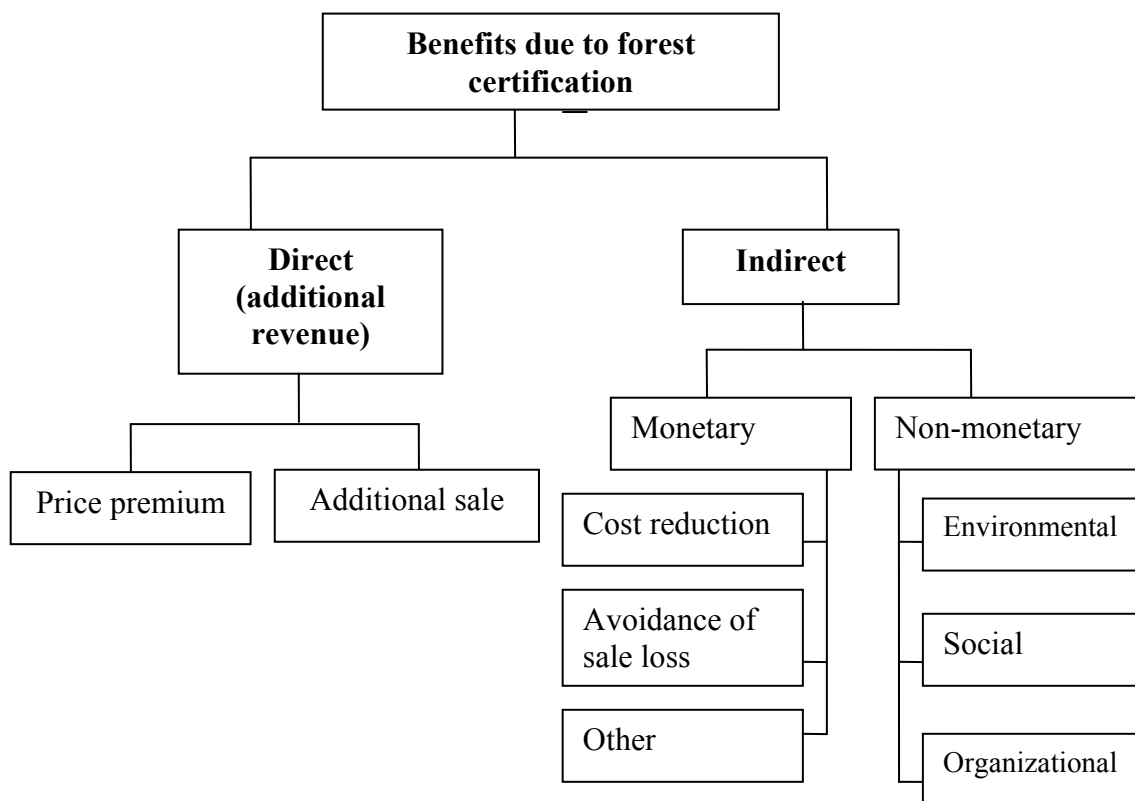 Benefits due to forest
certification
Direct
(additional
revenue)
Indirect
Monetary
Non-monetary
Price premium
Additional sale
Cost reduction
Environmental
Avoidance of
sale loss
Social
Other
Organizational